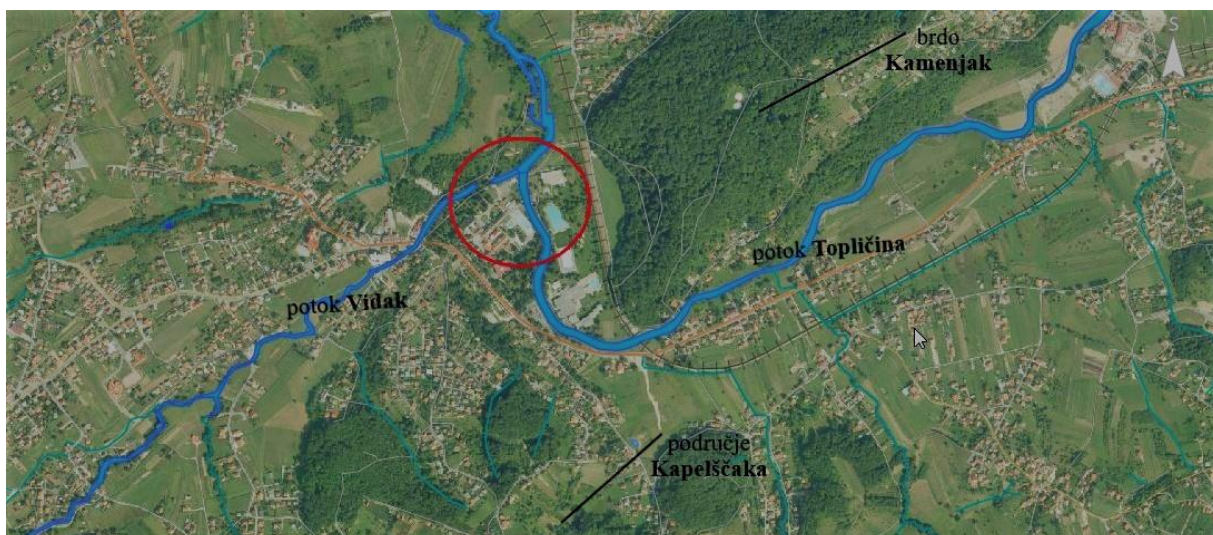 S
brdo
Kamenjak
potok Topličina
potok Vidak
područje
Kapelščaka